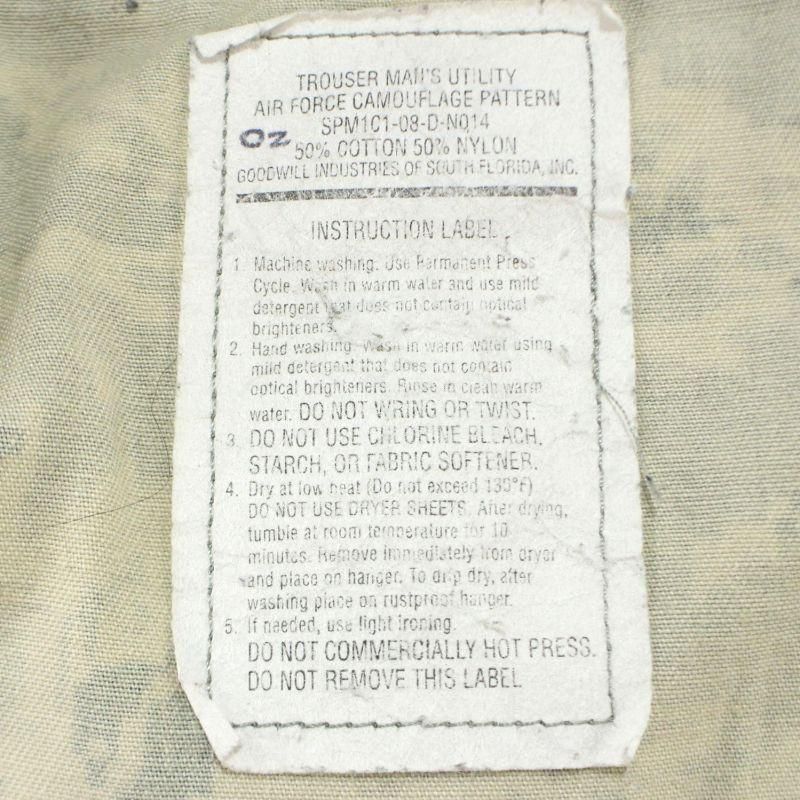 TROUSER MAN'S UTILITY
AIR FORCE CAMOUFLAGE PATTERN
SPM1C1-08-D-N014
Oz 50% COTTON 50% NYLON
GOODWILL INDUSTRIES OF SOUTH FLORIDA, INC.
INSTRUCTION LABEL
1. Machine washing. Use Permanent Press
Cycle. Wash in warm water and use mild
detergent that does not contain optical
brighteners.
2. Hand washing. Wash in warm water using
mild detergent that does not contain
optical brighteners. Rinse in clean warm
water. DO NOT WRING OR TWIST.
3. DO NOT USE CHLORINE BLEACH,
STARCH, OR FABRIC SOFTENER.
4. Dry at low heat (Do not exceed 130°F)
DO NOT USE DRYER SHEETS. After drying,
tumble at room temperature for 10
minutes. Remove immediately from dryer
and place on hanger. To drip dry, after
washing place on rustproof hanger.
5. If needed, use light ironing.
DO NOT COMMERCIALLY HOT PRESS.
DO NOT REMOVE THIS LABEL